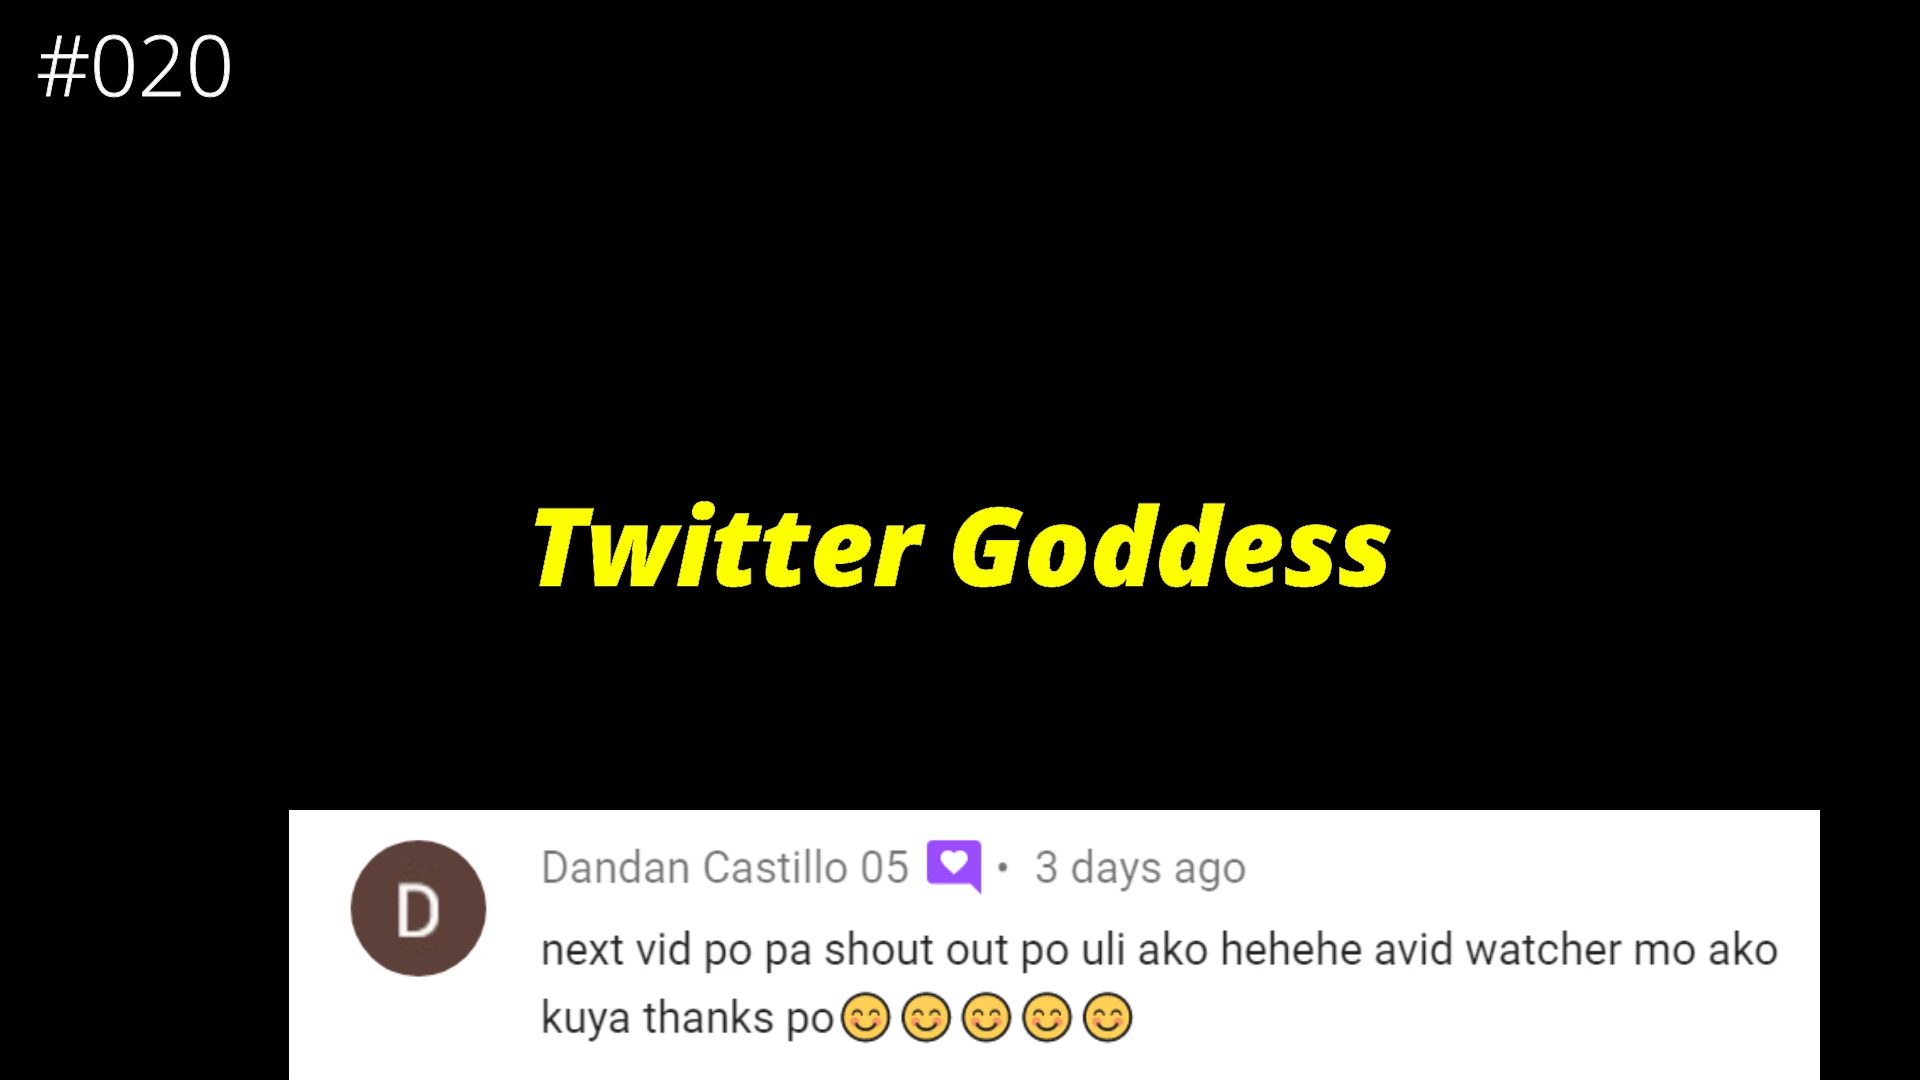 #020
Twitter Goddess
D
Dandan Castillo 05 • 3 days ago
next vid po pa shout out po uli ako hehehe avid watcher mo ako
kuya thanks po😊😊😊😊😊